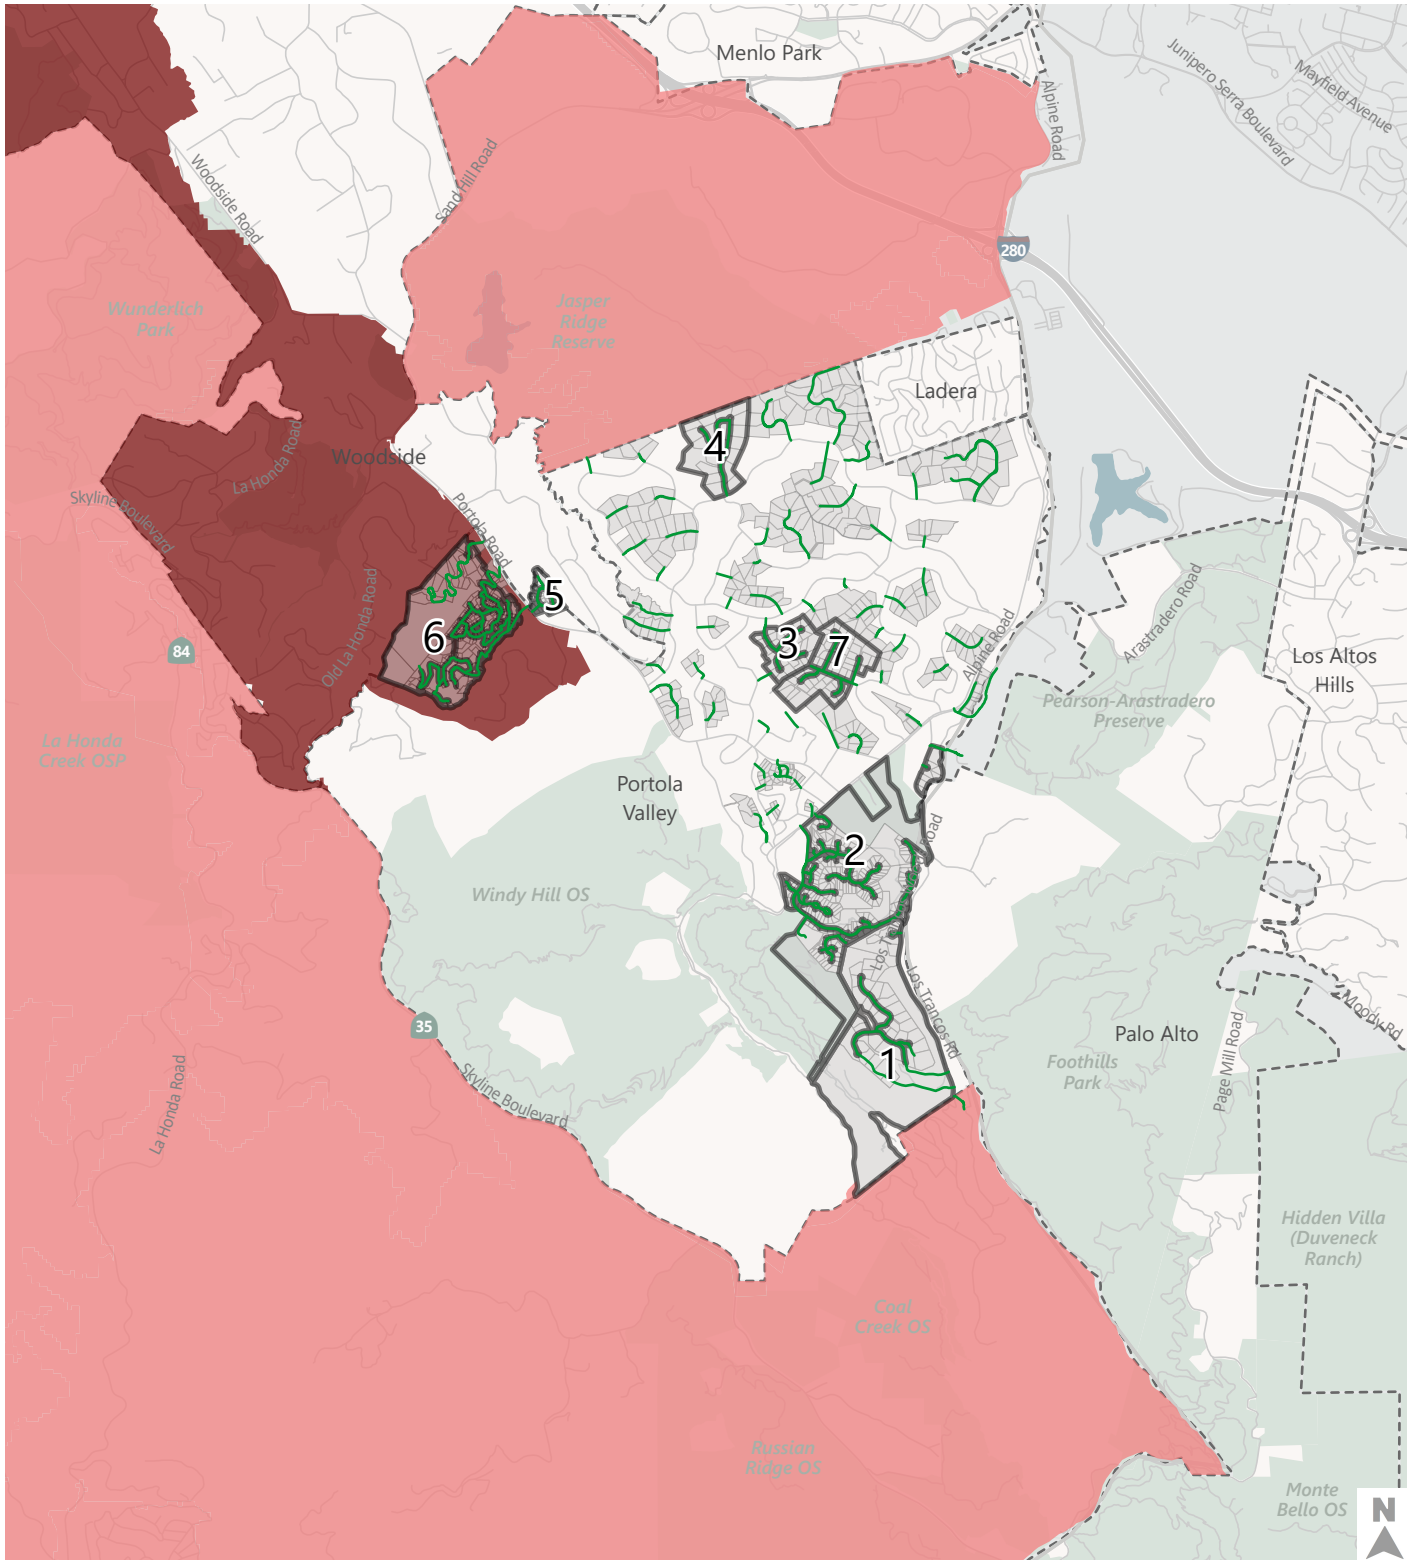 Menlo Park
Junipero Serra Boulevard
Mayfield Avenue
Alpine Road
Woodside Road
Sand Hill Road
280
Wunderlich
Park
Jasper
Ridge
Reserve
Ladera
La Honda Road
Woodside
4
Skyline Boulevard
Portola Road
Old La Honda Road
5
6
84
3
7
Alpine Road
Arastradero Road
Los Altos
Hills
Pearson-Arastradero
Preserve
La Honda
Creek OSP
Portola
Valley
2
Windy Hill OS
Los Trancos Rd
35
Moody Rd
Palo Alto
Page Mill Road
1
Foothills
Park
La Honda Road
Skyline Boulevard
Hidden Villa
(Duveneck
Ranch)
Coal
Creek OS
Russian
Ridge OS
Monte
Bello OS
N